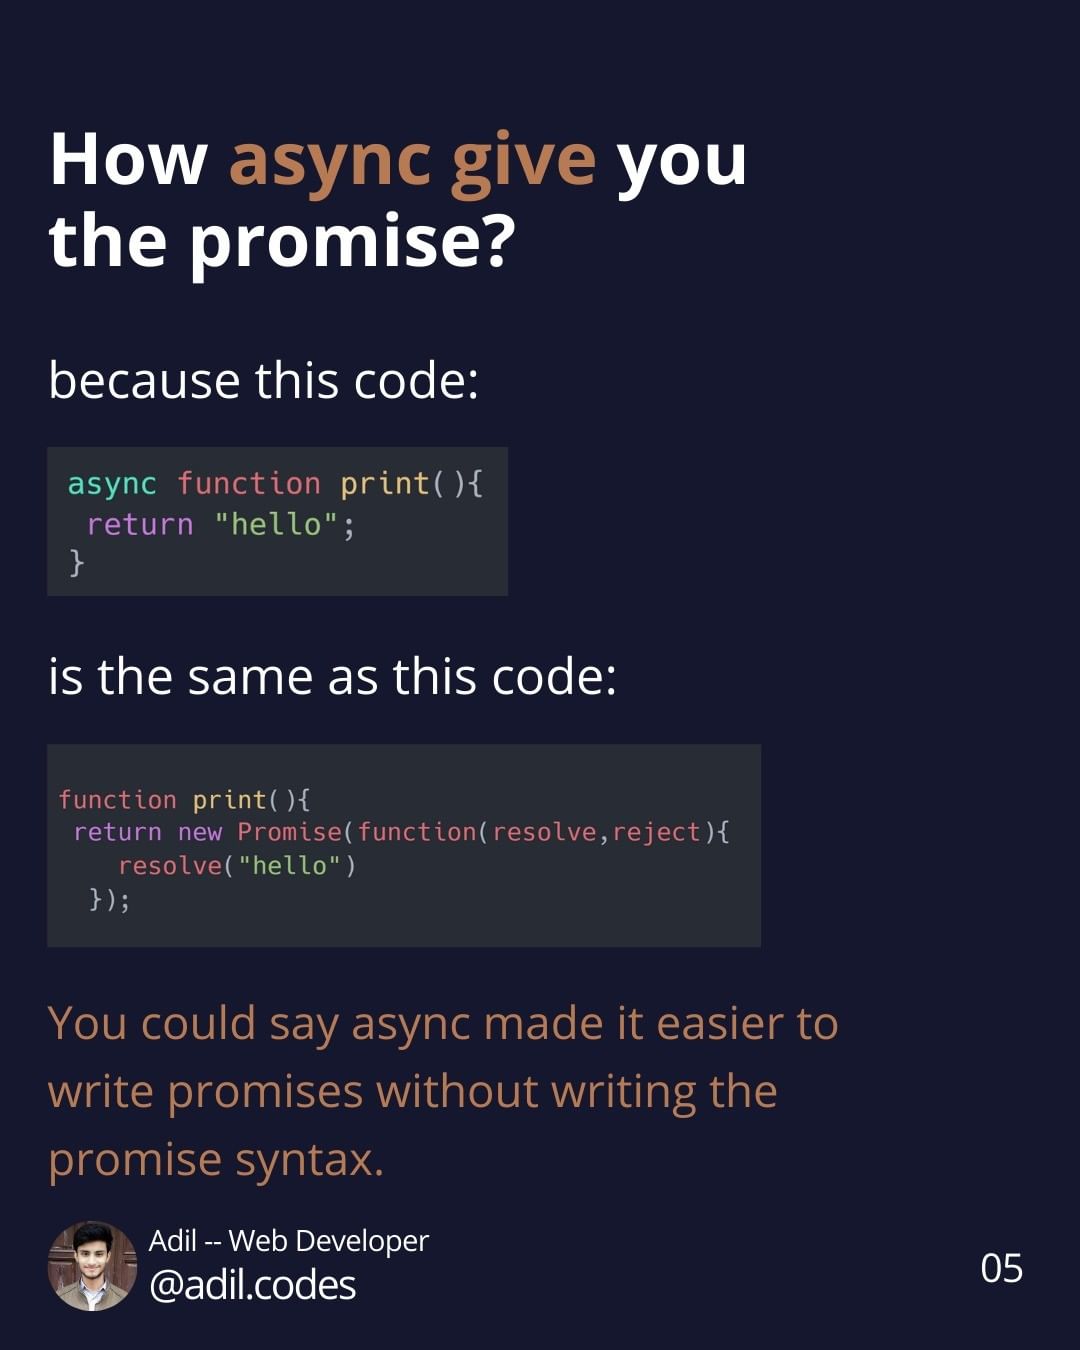 How async give you
the promise?
because this code:
async function print(){
return "hello";
}
is the same as this code:
function print(){
return new Promise(function(resolve,reject){
resolve("hello")
});
You could say async made it easier to
write promises without writing the
promise syntax.
Adil -- Web Developer
@adil.codes
05